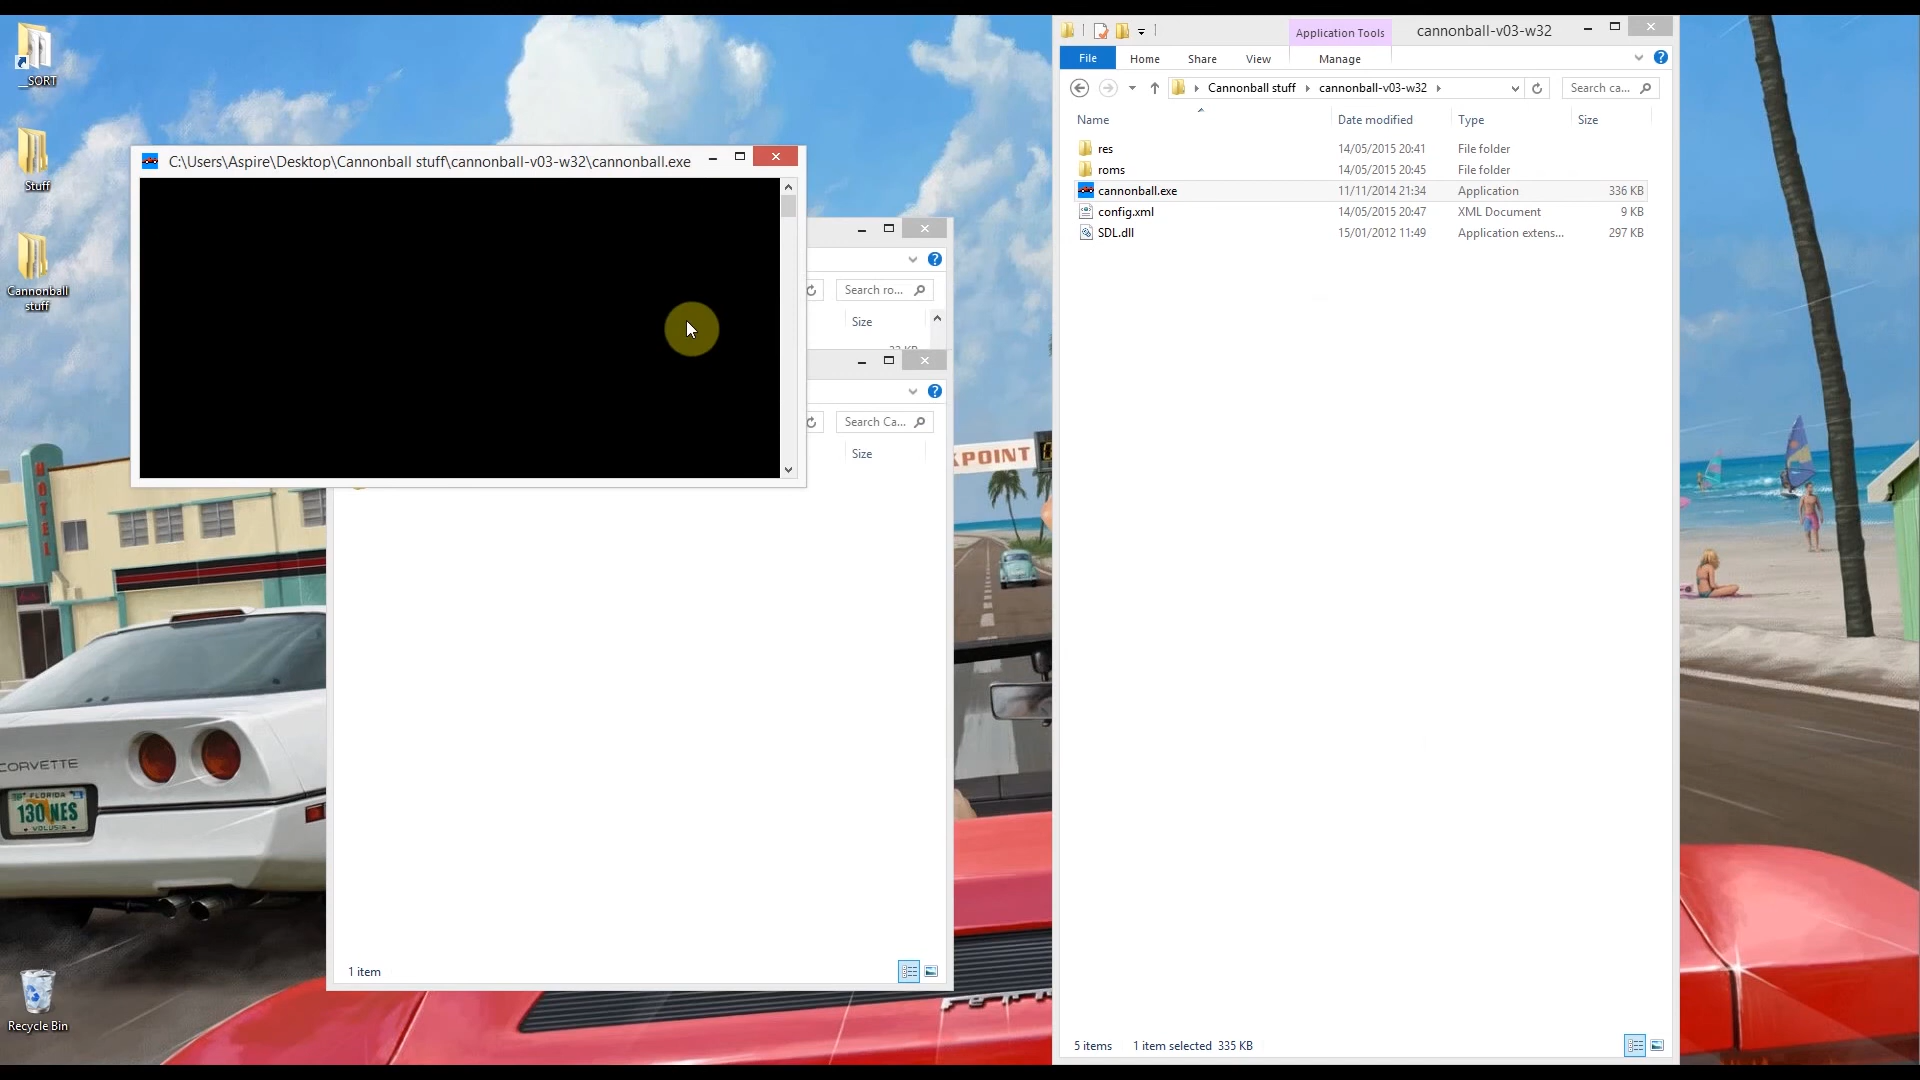 __SORT
Stuff
Cannonball
stuff
Recycle Bin
C:\Users\Aspire\Desktop\Cannonball stuff\cannonball-v03-w32\cannonball.exe
Search ro...
Size
Search Ca...
Size
1 item
Application Tools
cannonball-v03-w32
File
Home
Share
View
Manage
Cannonball stuff
cannonball-v03-w32
Search ca...
Name
Date modified
Type
Size
res
14/05/2015 20:41
File folder
roms
14/05/2015 20:45
File folder
cannonball.exe
11/11/2014 21:34
Application
336 KB
config.xml
14/05/2015 20:47
XML Document
9 KB
SDL.dll
15/01/2012 11:49
Application extens...
297 KB
5 items
1 item selected 335 KB
HOTEL
KPOINT
CORVETTE
FLORIDA
130 NES
VOLUSIA